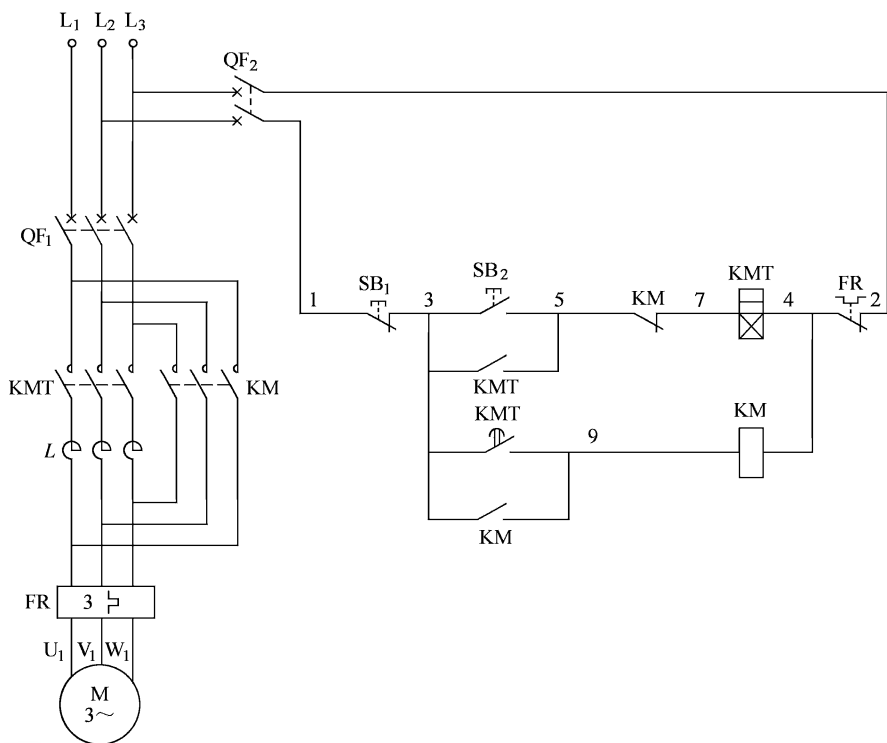 L₁ L₂ L₃
QF₂
QF₁
1 SB₁ 3 SB₂ 5 KM 7 KMT 4 FR 2
KMT KM
KMT
KMT 9 KM
L
KM
FR 3
U₁ V₁ W₁
M
3～